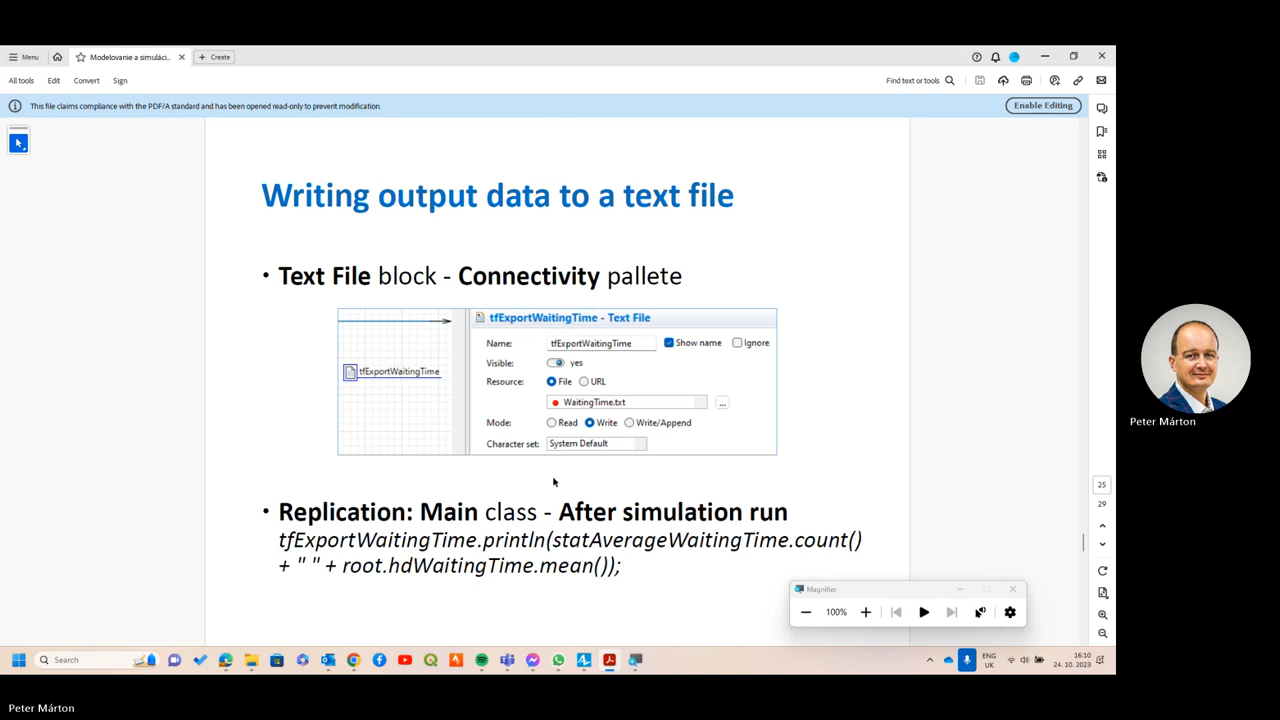 Menu
Modelovanie a simuláci..
Create
All tools
Edit
Convert
Sign
Find text or tools
This file claims compliance with the PDF/A standard and has been opened read-only to prevent modification.
Enable Editing
Writing output data to a text file
• Text File block - Connectivity pallete
tfExportWaitingTime
tfExportWaitingTime - Text File
Name: tfExportWaitingTime Show name Ignore
Visible: yes
Resource: File URL
WaitingTime.txt ...
Mode: Read Write Write/Append
Character set: System Default
• Replication: Main class - After simulation run
tfExportWaitingTime.println(statAverageWaitingTime.count()
+ " " + root.hdWaitingTime.mean());
25
29
Magnifier
100%
Search
ENG
UK
16:10
24. 10. 2023
Peter Márton
Peter Márton